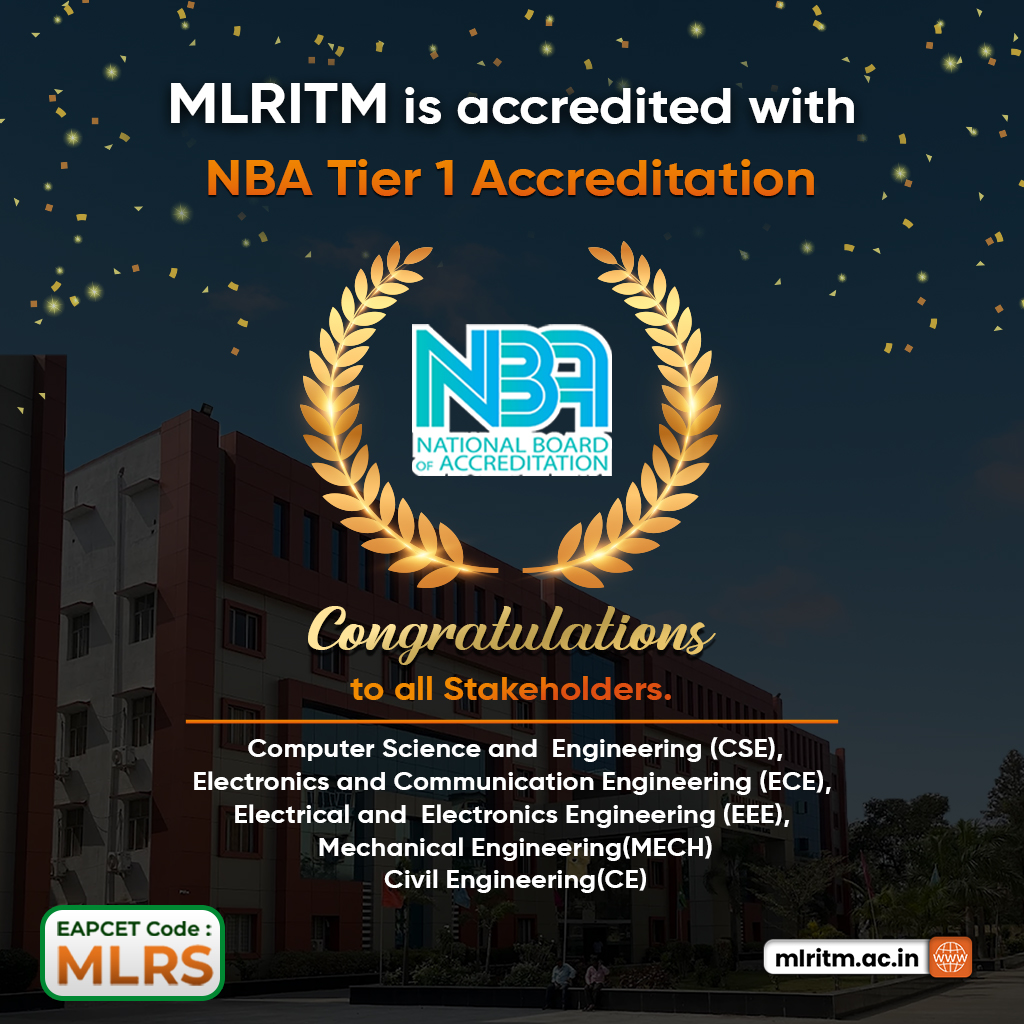 MLRITM is accredited with
NBA Tier 1 Accreditation
NBA
NATIONAL BOARD
OF ACCREDITATION
Congratulations
to all Stakeholders.
Computer Science and Engineering (CSE),
Electronics and Communication Engineering (ECE),
Electrical and Electronics Engineering (EEE),
Mechanical Engineering(MECH)
Civil Engineering(CE)
EAPCET Code :
MLRS
mlritm.ac.in
www